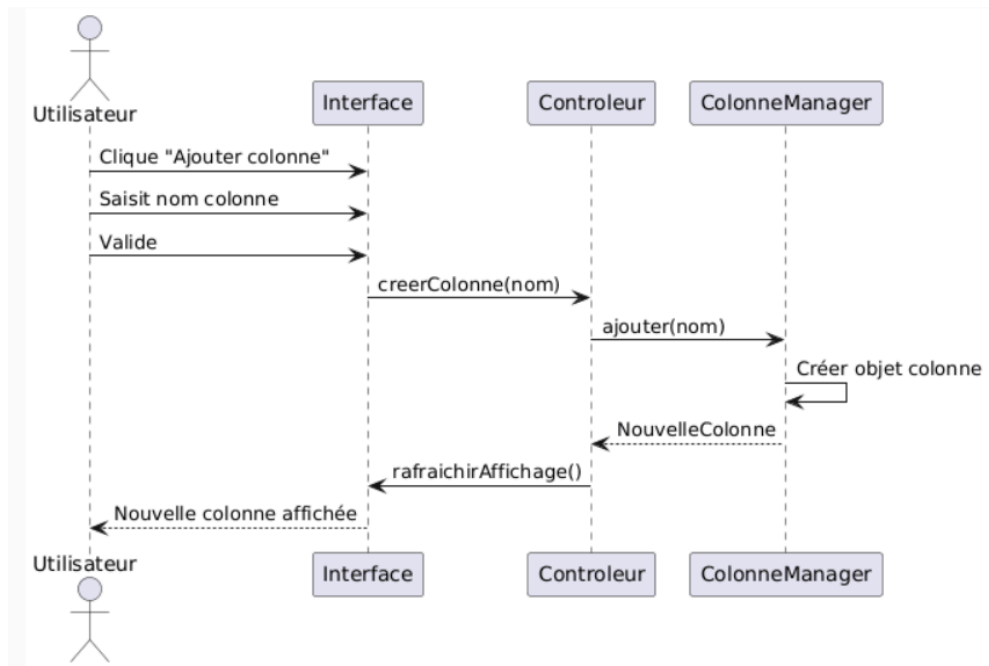 Utilisateur
Interface
Controleur
ColonneManager
Clique "Ajouter colonne"
Saisit nom colonne
Valide
creerColonne(nom)
ajouter(nom)
Créer objet colonne
NouvelleColonne
rafraichirAffichage()
Nouvelle colonne affichée
Utilisateur
Interface
Controleur
ColonneManager